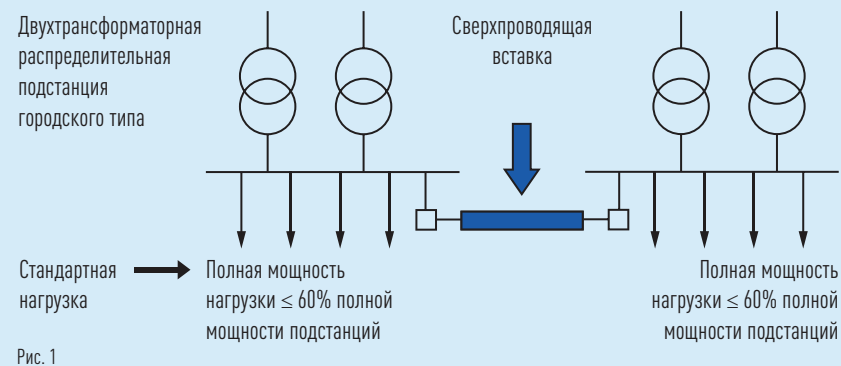 Двухтрансформаторная
распределительная
подстанция
городского типа
Сверхпроводящая
вставка
Стандартная
нагрузка
Полная мощность
нагрузки ≤ 60% полной
мощности подстанций
Полная мощность
нагрузки ≤ 60% полной
мощности подстанций
Рис. 1